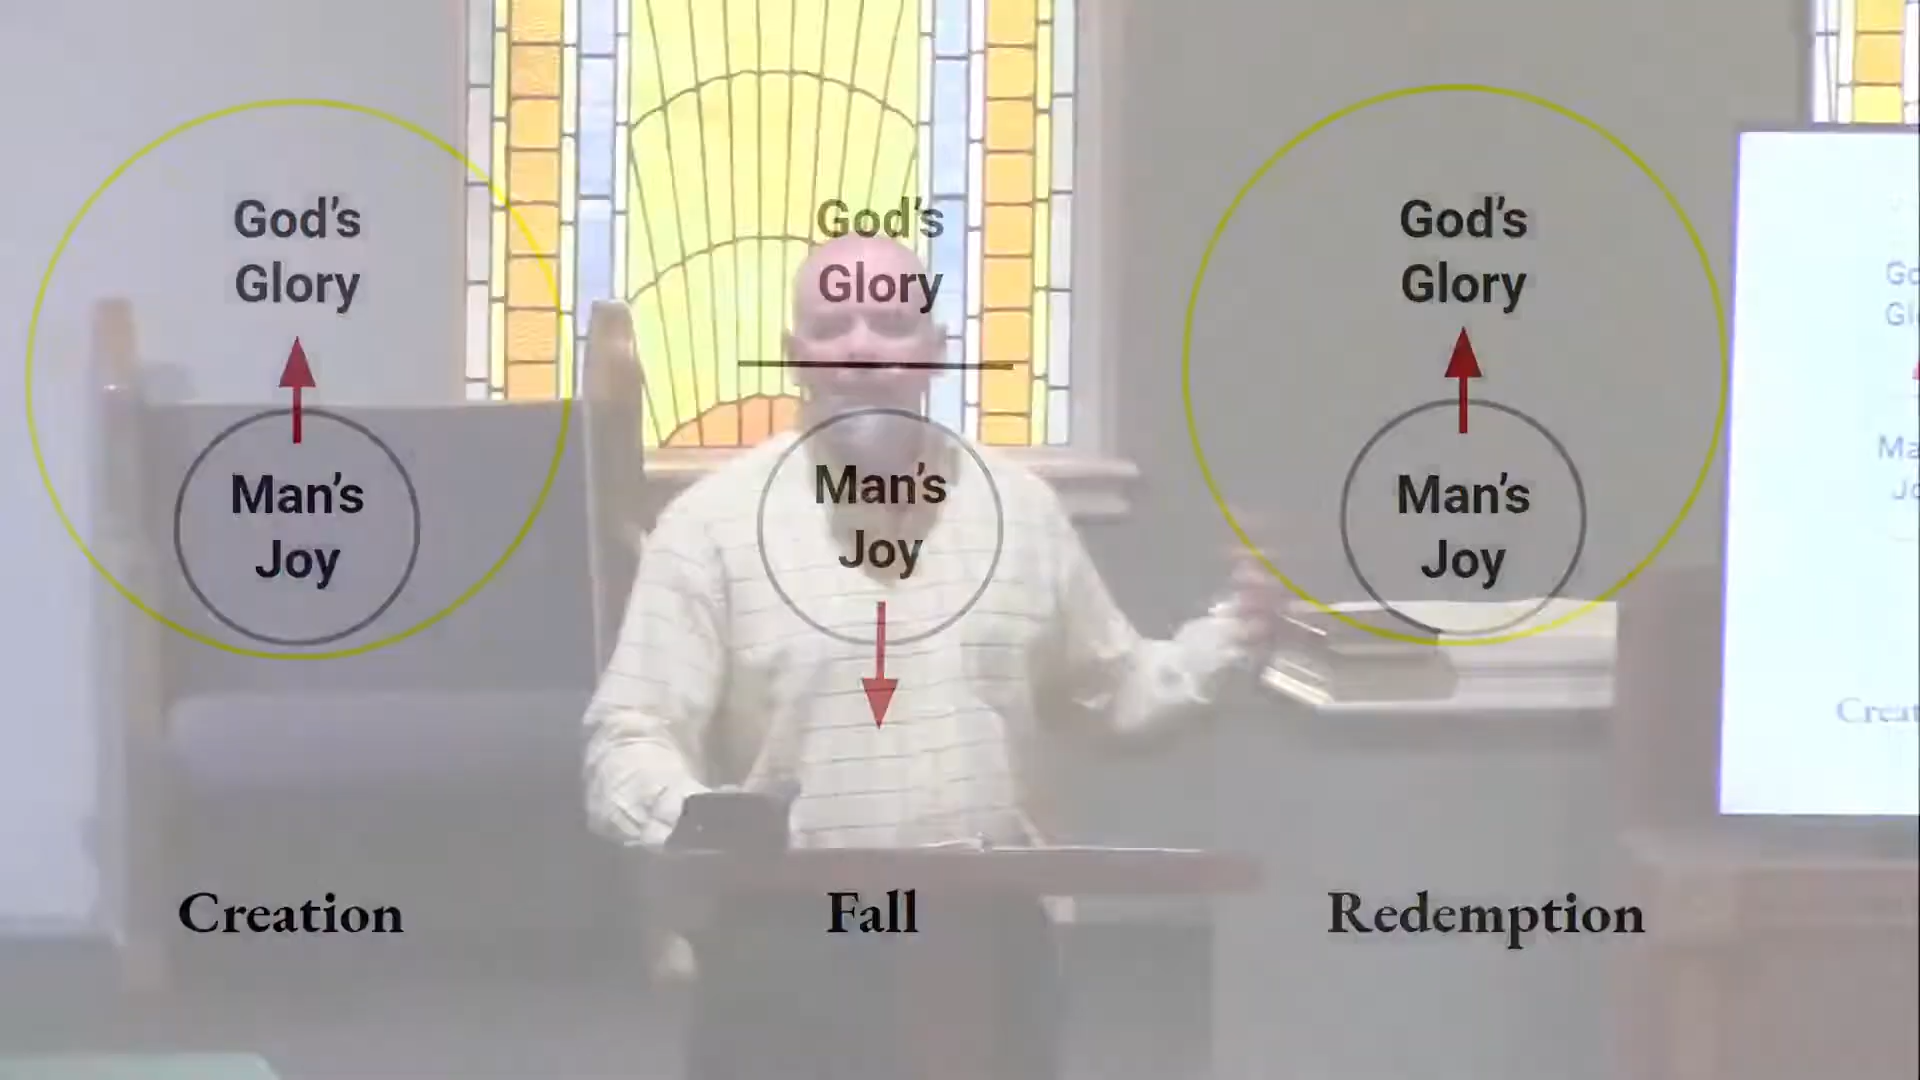 God's
Glory
Man's
Joy
Creation
God's
Glory
Man's
Joy
Fall
God's
Glory
Man's
Joy
Redemption